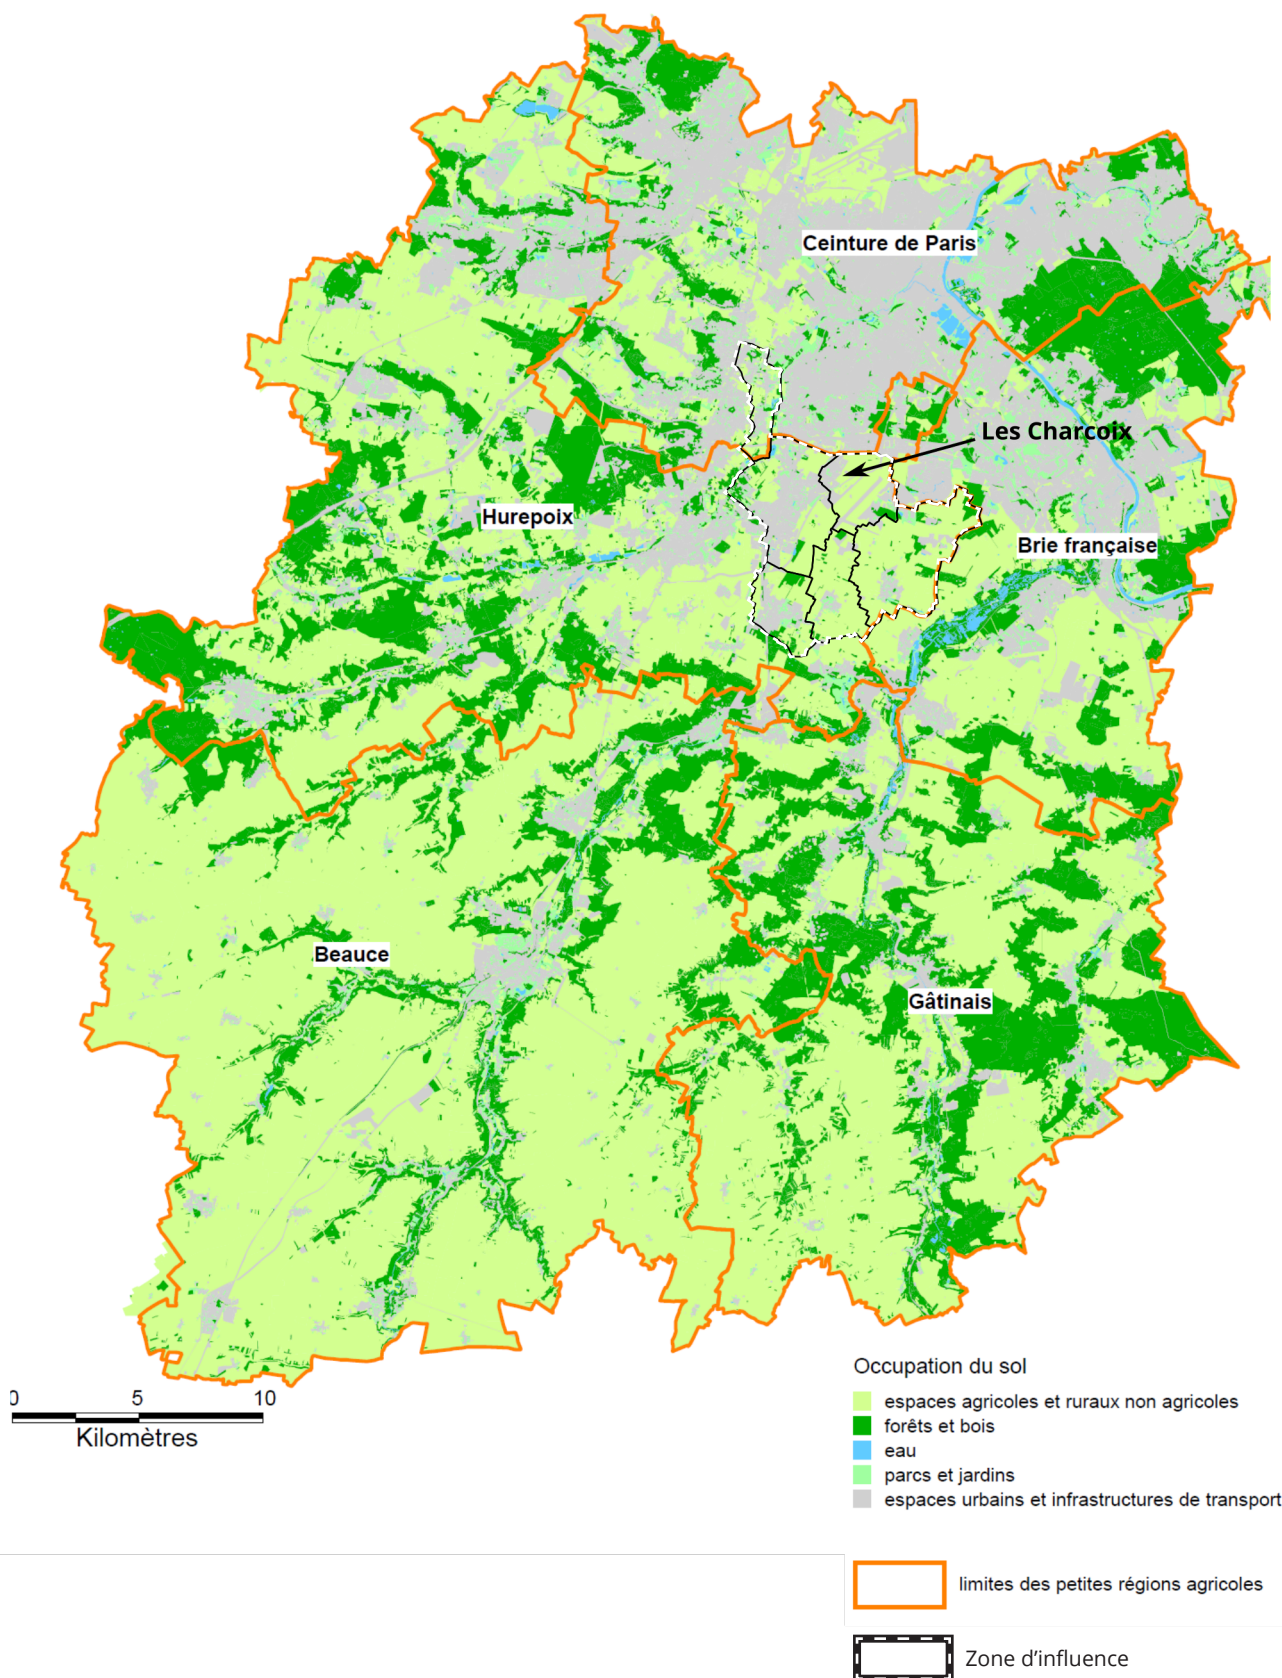 Ceinture de Paris
Les Charcoix
Hurepoix
Brie française
Beauce
Gâtinais
0 5 10
Kilomètres
Occupation du sol
espaces agricoles et ruraux non agricoles
forêts et bois
eau
parcs et jardins
espaces urbains et infrastructures de transport
limites des petites régions agricoles
Zone d’influence